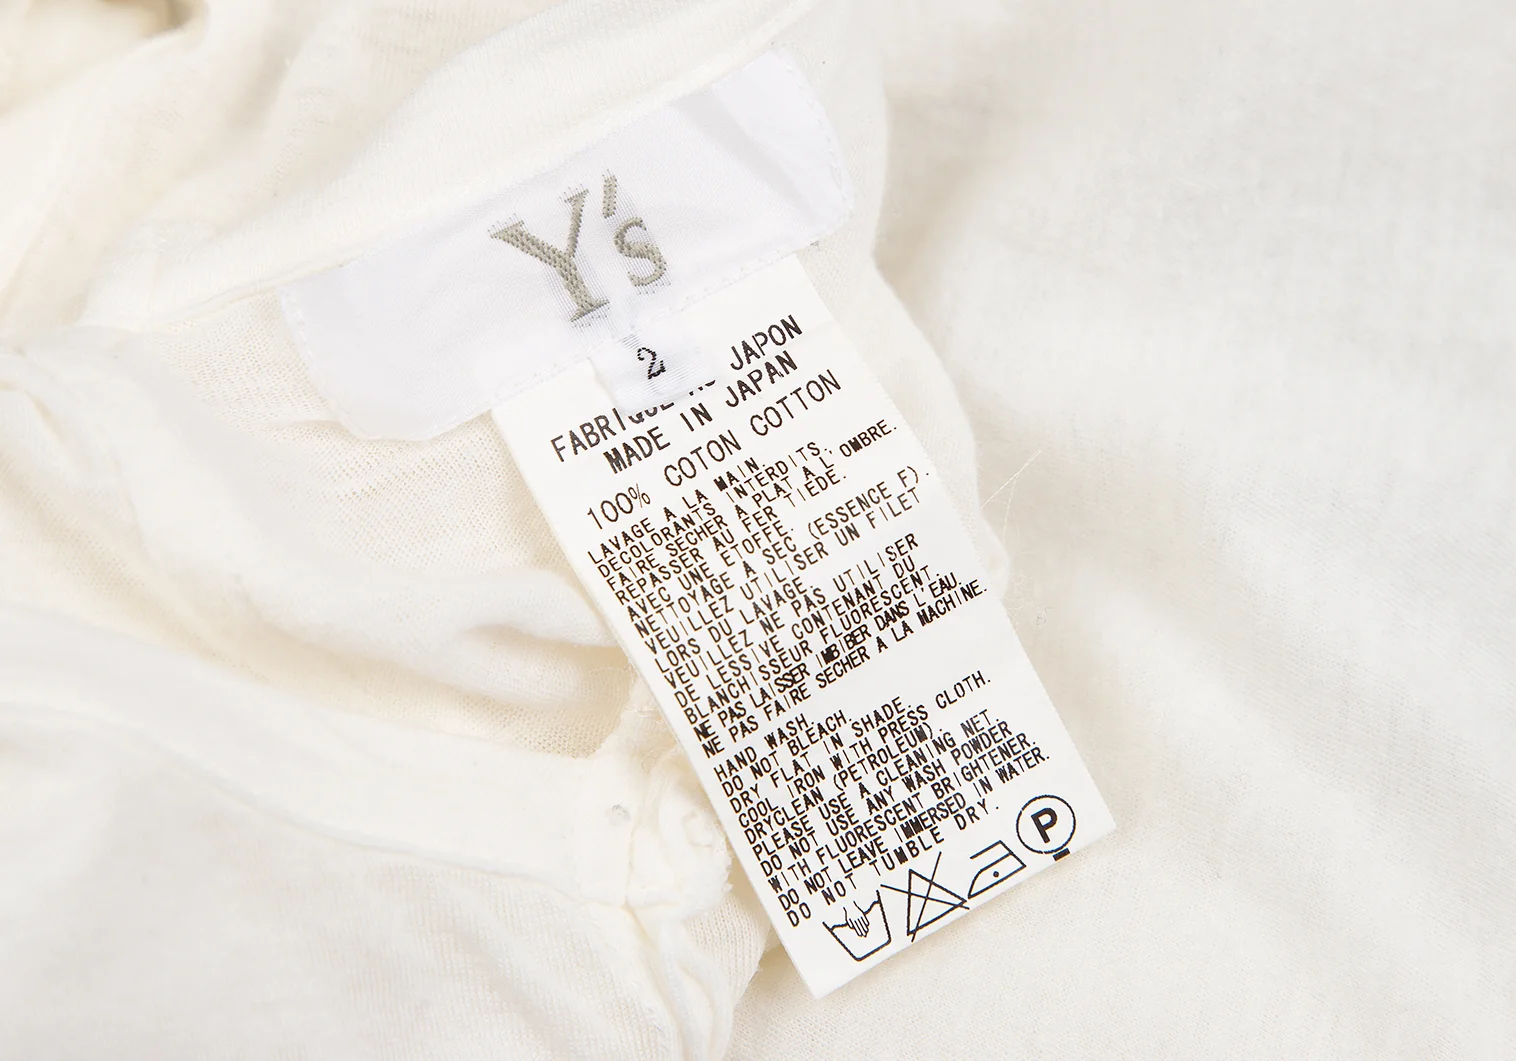 Y's
2
FABRIQUE AU JAPON
MADE IN JAPAN
100% COTON COTTON
LAVAGE A LA MAIN.
DECOLORANTS INTERDITS.
FAIRE SECHER A PLAT A L'OMBRE.
REPASSER AU FER TIEDE.
AVEC UNE ETOFFE.
NETTOYAGE A SEC (ESSENCE F).
VEUILLEZ UTILISER UN FILET
LORS DU LAVAGE.
VEUILLEZ NE PAS UTILISER
DE LESSIVE CONTENANT DU
BLANCHISSEUR FLUORESCENT.
NE PAS LAISSER IMBIBER DANS L'EAU.
NE PAS FAIRE SECHER A LA MACHINE.
HAND WASH.
DO NOT BLEACH.
DRY FLAT IN SHADE.
COOL IRON WITH PRESS CLOTH.
DRYCLEAN (PETROLEUM).
PLEASE USE A CLEANING NET.
DO NOT USE ANY WASH POWDER
WITH FLUORESCENT BRIGHTENER.
DO NOT LEAVE IMMERSED IN WATER.
DO NOT TUMBLE DRY.
P